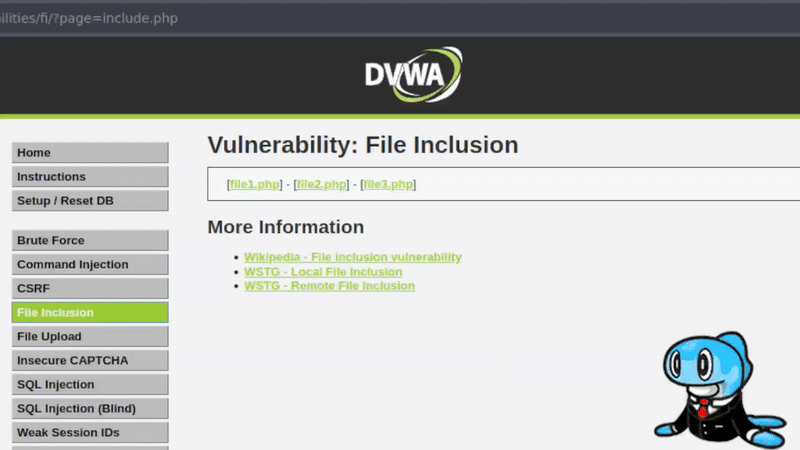 ilities/fi/?page=include.php
DVWA
Home
Instructions
Setup / Reset DB
Brute Force
Command Injection
CSRF
File Inclusion
File Upload
Insecure CAPTCHA
SQL Injection
SQL Injection (Blind)
Weak Session IDs
Vulnerability: File Inclusion
[file1.php] - [file2.php] - [file3.php]
More Information
Wikipedia - File inclusion vulnerability
WSTG - Local File Inclusion
WSTG - Remote File Inclusion